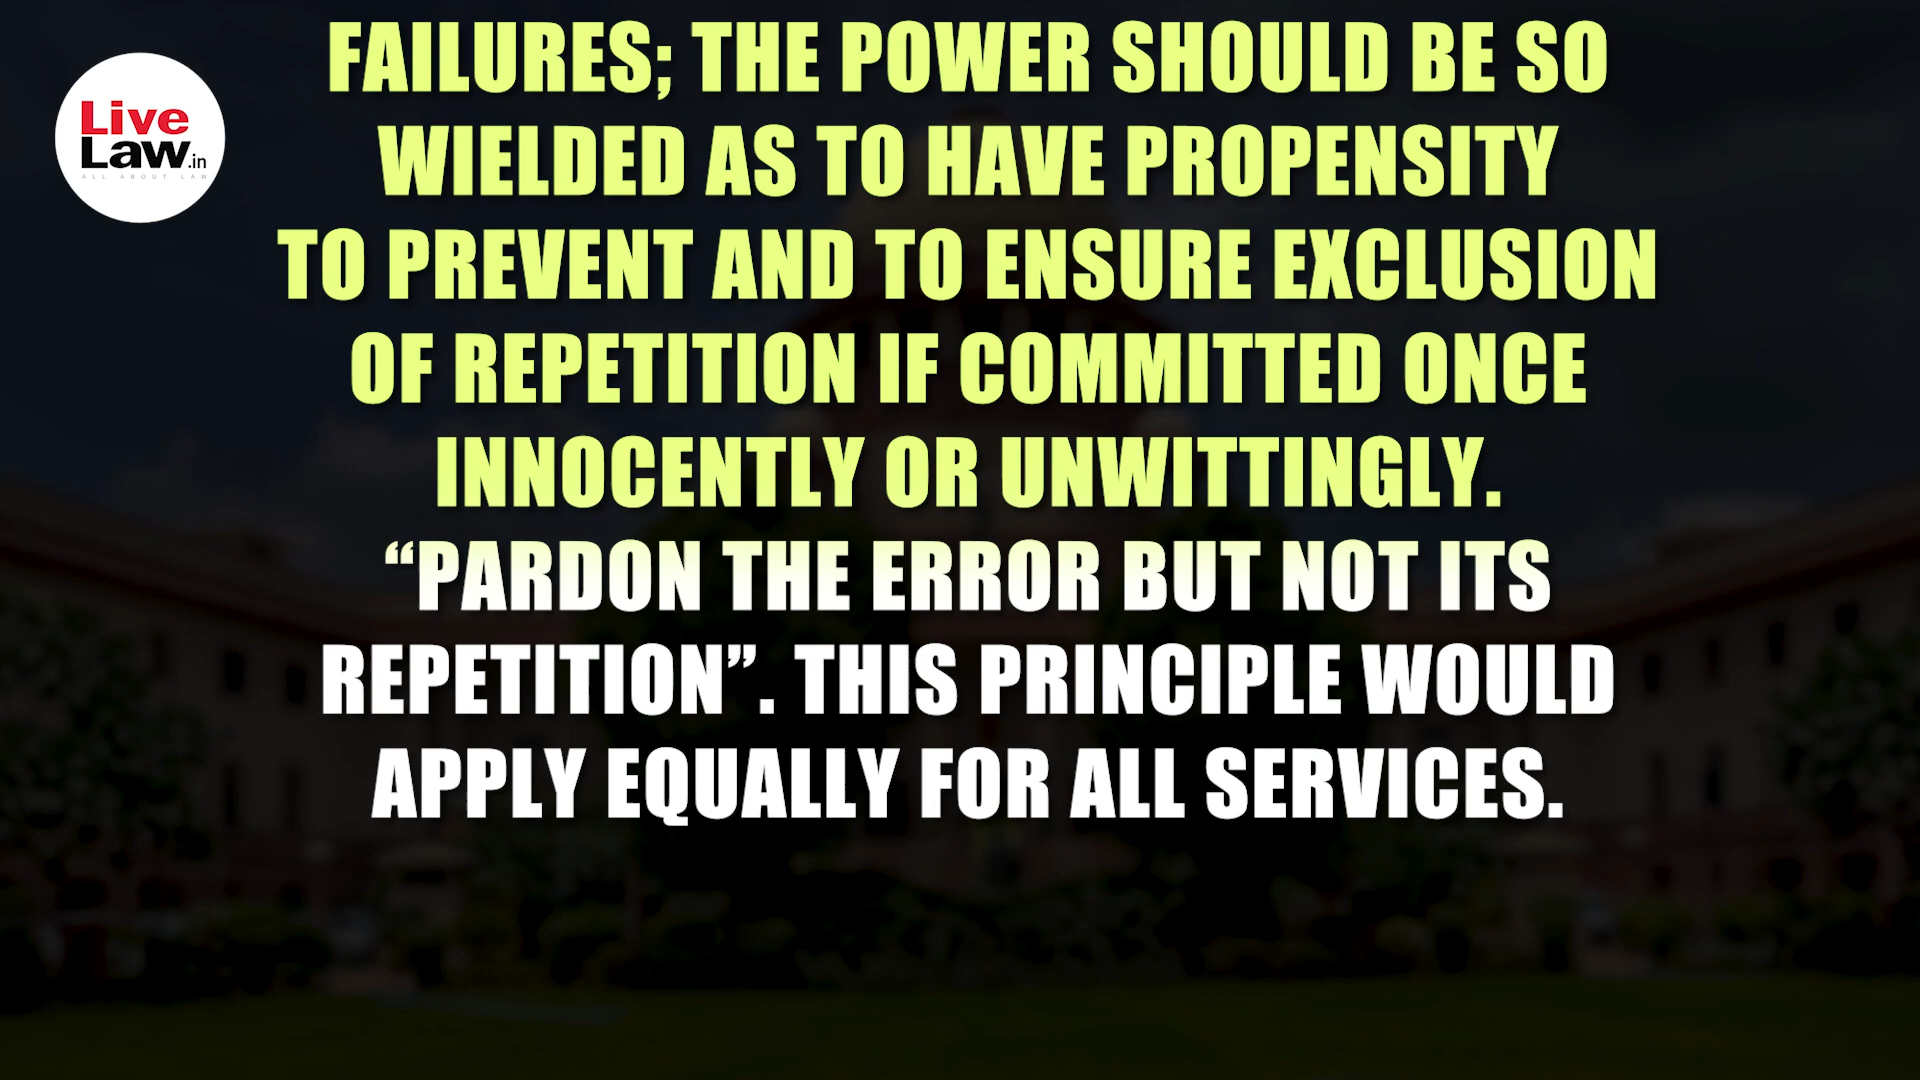 Live
Law.in
ALL ABOUT LAW
FAILURES; THE POWER SHOULD BE SO
WIELDED AS TO HAVE PROPENSITY
TO PREVENT AND TO ENSURE EXCLUSION
OF REPETITION IF COMMITTED ONCE
INNOCENTLY OR UNWITTINGLY.
“PARDON THE ERROR BUT NOT ITS
REPETITION”. THIS PRINCIPLE WOULD
APPLY EQUALLY FOR ALL SERVICES.